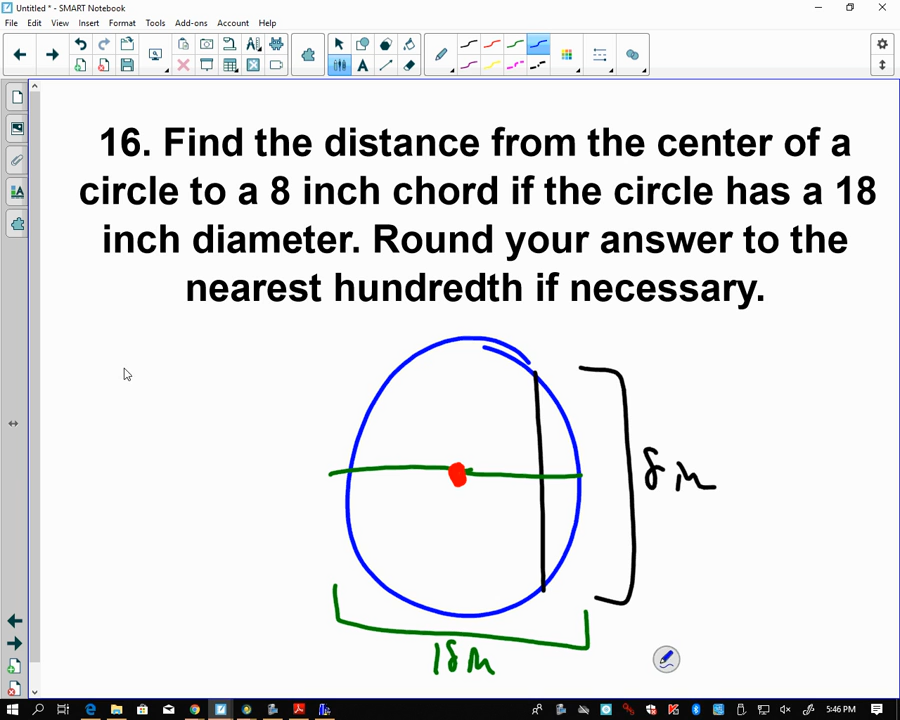 Untitled * - SMART Notebook
File Edit View Insert Format Tools Add-ons Account Help
16. Find the distance from the center of a
circle to a 8 inch chord if the circle has a 18
inch diameter. Round your answer to the
nearest hundredth if necessary.
8 in
18 in
5:46 PM